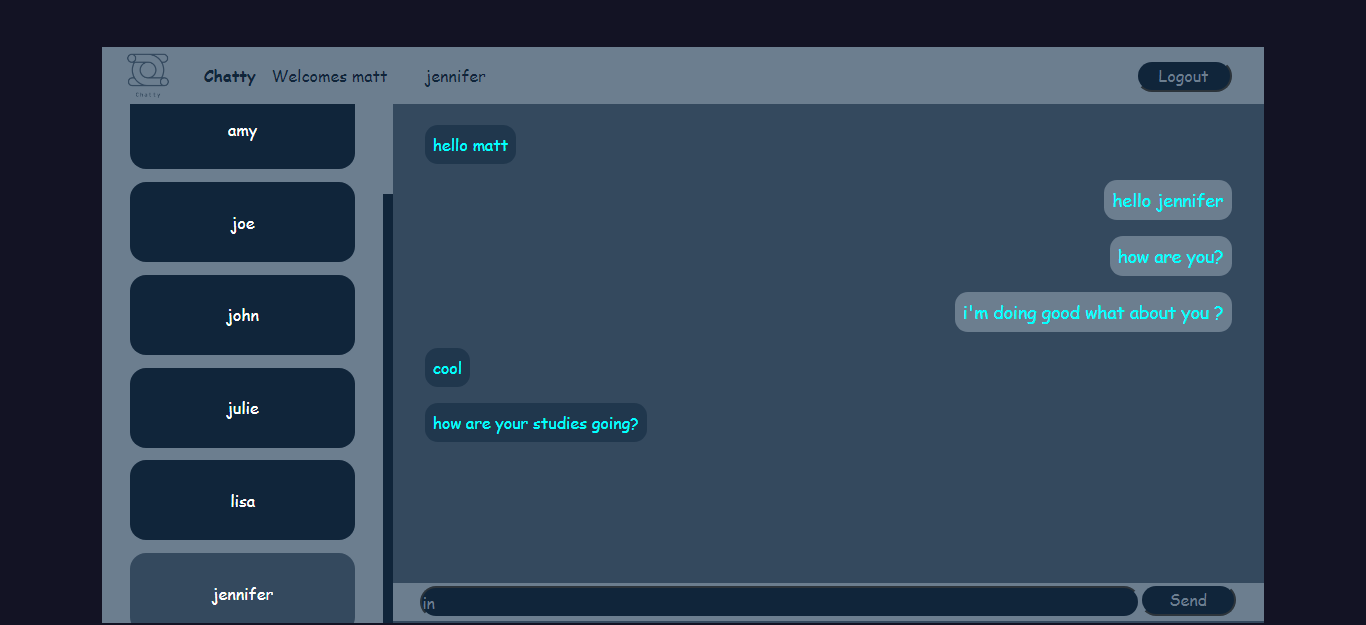 Chatty
Chatty Welcomes matt jennifer
Logout
amy
joe
john
julie
lisa
jennifer
hello matt
hello jennifer
how are you?
i'm doing good what about you ?
cool
how are your studies going?
in
Send